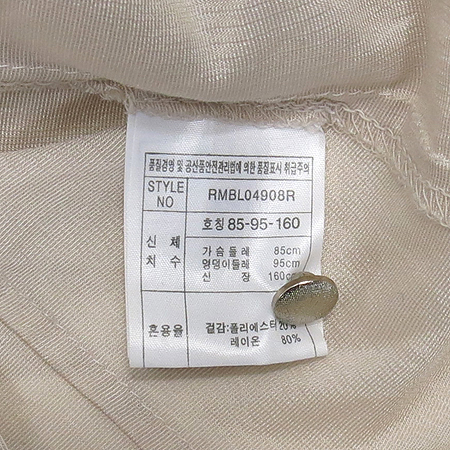 품질경영 및 공산품안전관리법에 의한 품질표시 취급주의
STYLE NO RMBL04908R
호칭 85-95-160
신체 치수
가슴둘레 85cm
엉덩이둘레 95cm
신장 160cm
혼용율
겉감:폴리에스터 20%
레이온 80%